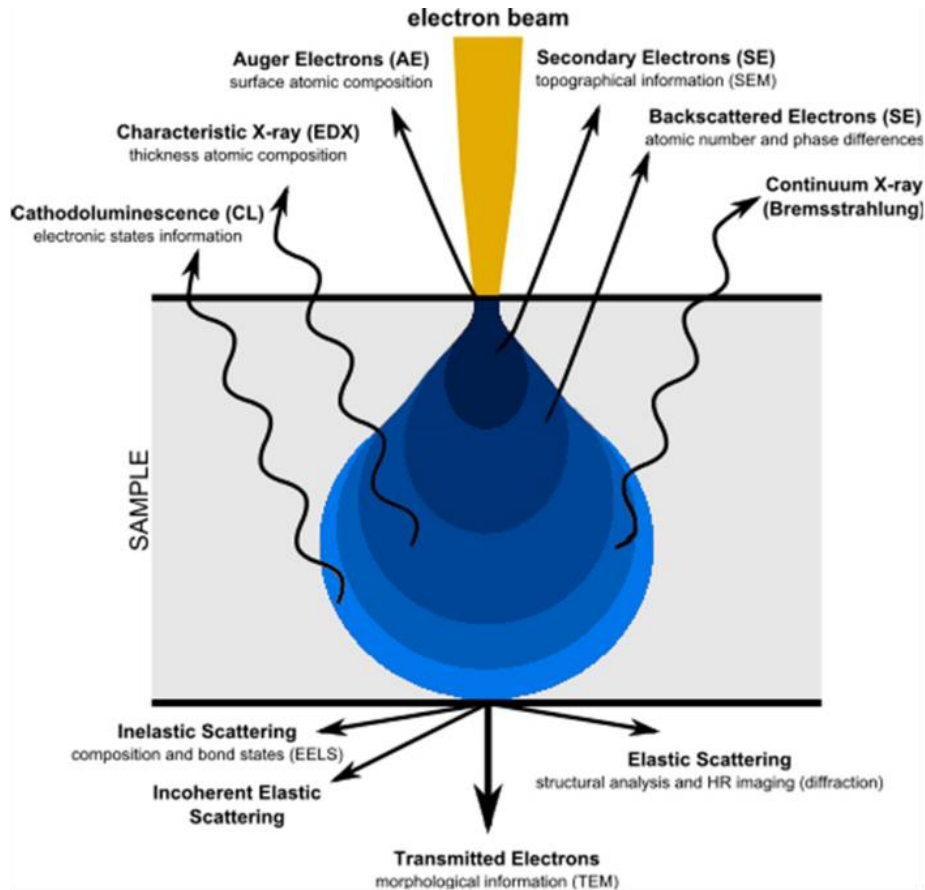 electron beam
Auger Electrons (AE)
surface atomic composition
Secondary Electrons (SE)
topographical information (SEM)
Characteristic X-ray (EDX)
thickness atomic composition
Backscattered Electrons (SE)
atomic number and phase differences
Cathodoluminescence (CL)
electronic states information
Continuum X-ray
(Bremsstrahlung)
SAMPLE
Inelastic Scattering
composition and bond states (EELS)
Incoherent Elastic
Scattering
Elastic Scattering
structural analysis and HR imaging (diffraction)
Transmitted Electrons
morphological information (TEM)